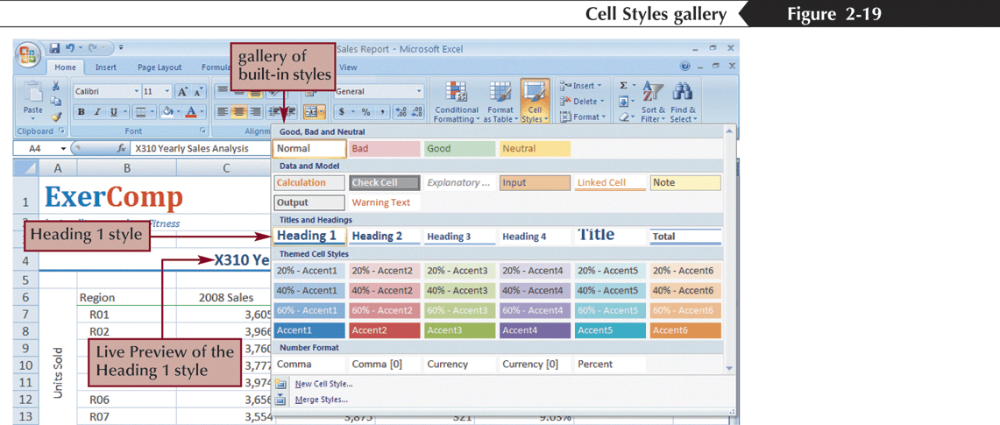 Cell Styles gallery Figure 2-19
Sales Report - Microsoft Excel
Home Insert Page Layout Formula View
gallery of
built-in styles
Calibri 11 A A General Insert Σ
Paste B I U A $ % , .00 .0 Conditional Format Cell Delete Sort & Find &
Formatting as Table Styles Format Filter Select
Clipboard Font Alignm
A4 fx X310 Yearly Sales Analysis
A B C
1 ExerComp
Fitness
4 X310 Ye
5
6 Region 2008 Sales
7 R01 3,605
8 R02 3,966
9 3,760
10 3,777
11 3,974
12 R06 3,656
13 R07 3,554 3,875 321 9.03%
Units Sold
Heading 1 style
Live Preview of the
Heading 1 style
Good, Bad and Neutral
Normal Bad Good Neutral
Data and Model
Calculation Check Cell Explanatory ... Input Linked Cell Note
Output Warning Text
Titles and Headings
Heading 1 Heading 2 Heading 3 Heading 4 Title Total
Themed Cell Styles
20% - Accent1 20% - Accent2 20% - Accent3 20% - Accent4 20% - Accent5 20% - Accent6
40% - Accent1 40% - Accent2 40% - Accent3 40% - Accent4 40% - Accent5 40% - Accent6
60% - Accent1 60% - Accent2 60% - Accent3 60% - Accent4 60% - Accent5 60% - Accent6
Accent1 Accent2 Accent3 Accent4 Accent5 Accent6
Number Format
Comma Comma [0] Currency Currency [0] Percent
New Cell Style...
Merge Styles...